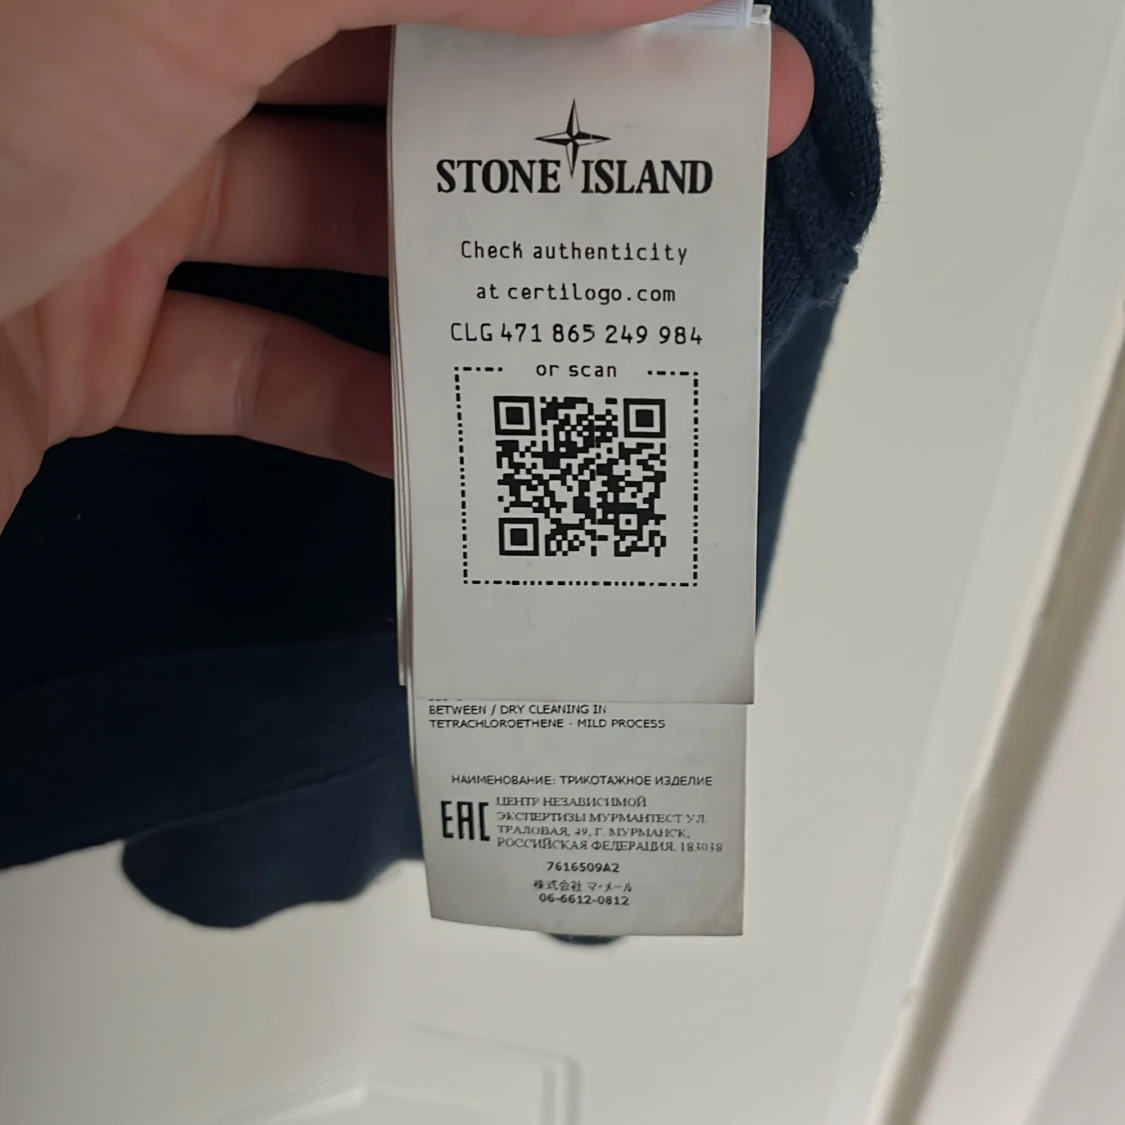 STONE ISLAND
Check authenticity
at certilogo.com
CLG 471 865 249 984
or scan
BETWEEN / DRY CLEANING IN
TETRACHLOROETHENE - MILD PROCESS
НАИМЕНОВАНИЕ: ТРИКОТАЖНОЕ ИЗДЕЛИЕ
EAC
ЦЕНТР НЕЗАВИСИМОЙ
ЭКСПЕРТИЗЫ МУРМАНТЕСТ УЛ.
ТРАЛОВАЯ, 49, Г. МУРМАНСК,
РОССИЙСКАЯ ФЕДЕРАЦИЯ, 183038
7616509A2
株式会社 マ・メール
06-6612-0812